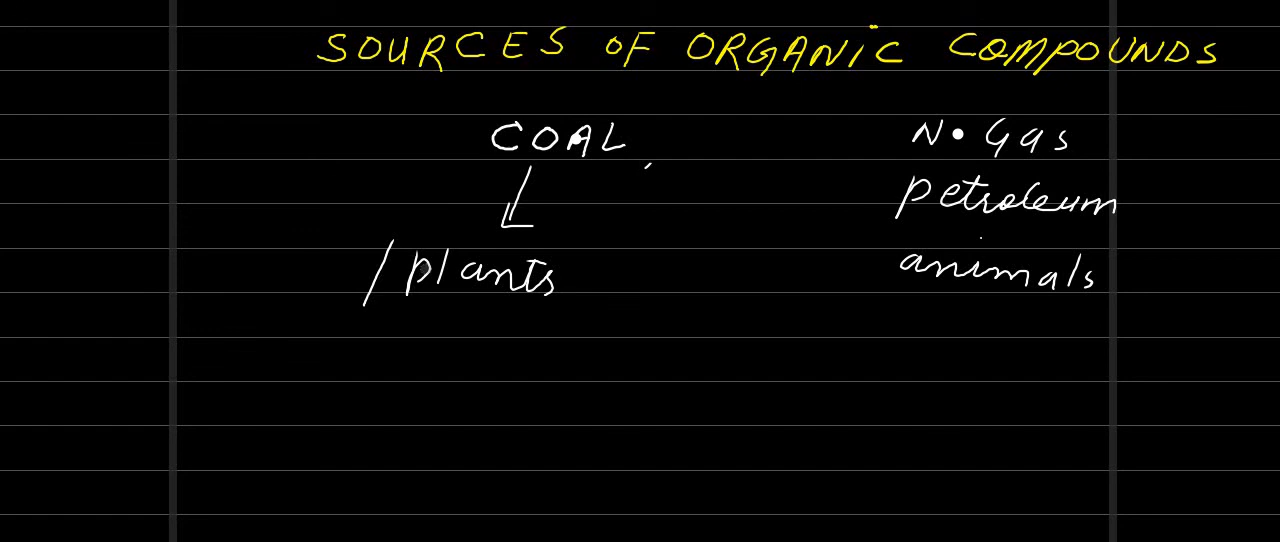 SOURCES OF ORGANIC COMPOUNDS
COAL, N. Gas
petroleum
/plants animals